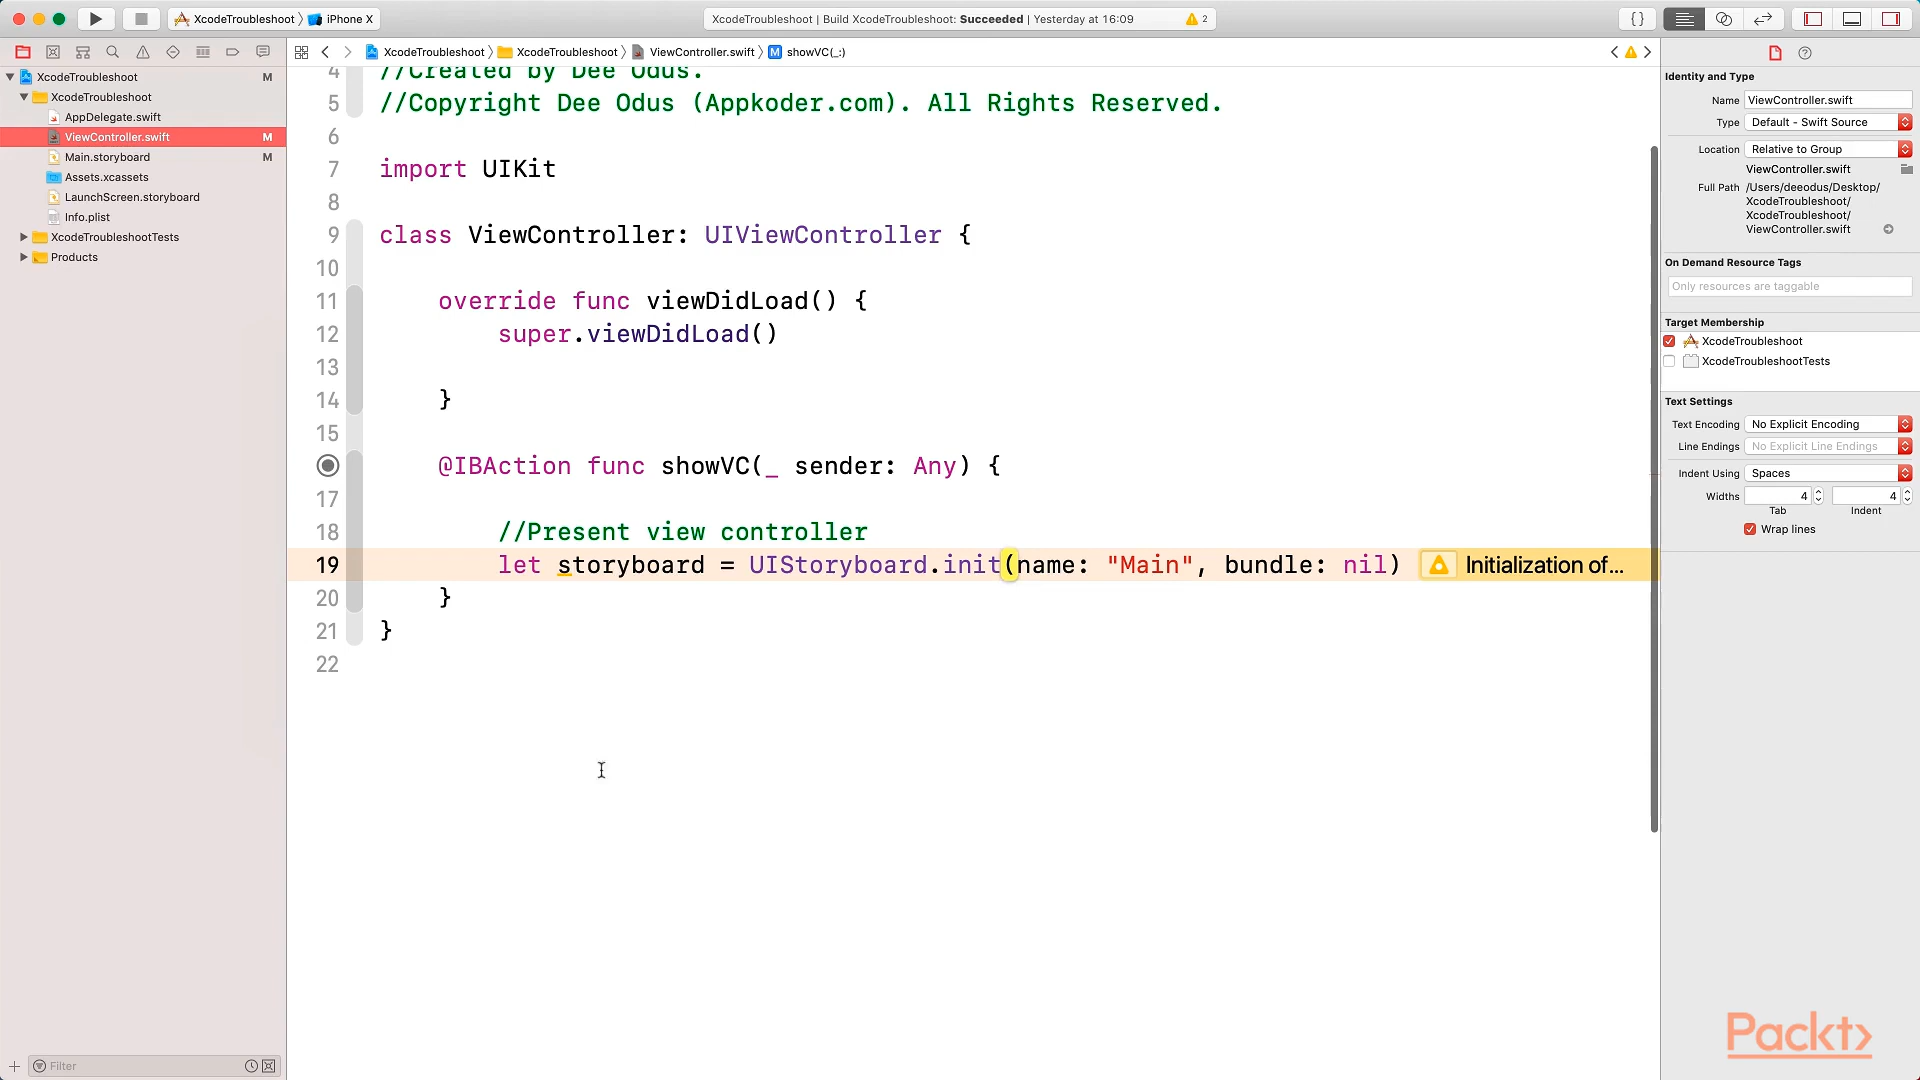 XcodeTroubleshoot iPhone X
XcodeTroubleshoot | Build XcodeTroubleshoot: Succeeded | Yesterday at 16:09 2
{}
XcodeTroubleshoot XcodeTroubleshoot ViewController.swift M showVC(_:)
XcodeTroubleshoot M
XcodeTroubleshoot
AppDelegate.swift
ViewController.swift M
Main.storyboard M
Assets.xcassets
LaunchScreen.storyboard
Info.plist
XcodeTroubleshootTests
Products
Filter
4 //Created by Dee Odus.
5 //Copyright Dee Odus (Appkoder.com). All Rights Reserved.
6
7 import UIKit
8
9 class ViewController: UIViewController {
10
11 override func viewDidLoad() {
12 super.viewDidLoad()
13
14 }
15
@IBAction func showVC(_ sender: Any) {
17
18 //Present view controller
19 let storyboard = UIStoryboard.init(name: "Main", bundle: nil) Initialization of...
20 }
21 }
22
Identity and Type
Name ViewController.swift
Type Default - Swift Source
Location Relative to Group
ViewController.swift
Full Path /Users/deeodus/Desktop/
XcodeTroubleshoot/
XcodeTroubleshoot/
ViewController.swift
On Demand Resource Tags
Only resources are taggable
Target Membership
XcodeTroubleshoot
XcodeTroubleshootTests
Text Settings
Text Encoding No Explicit Encoding
Line Endings No Explicit Line Endings
Indent Using Spaces
Widths 4 4
Tab Indent
Wrap lines
Packt>